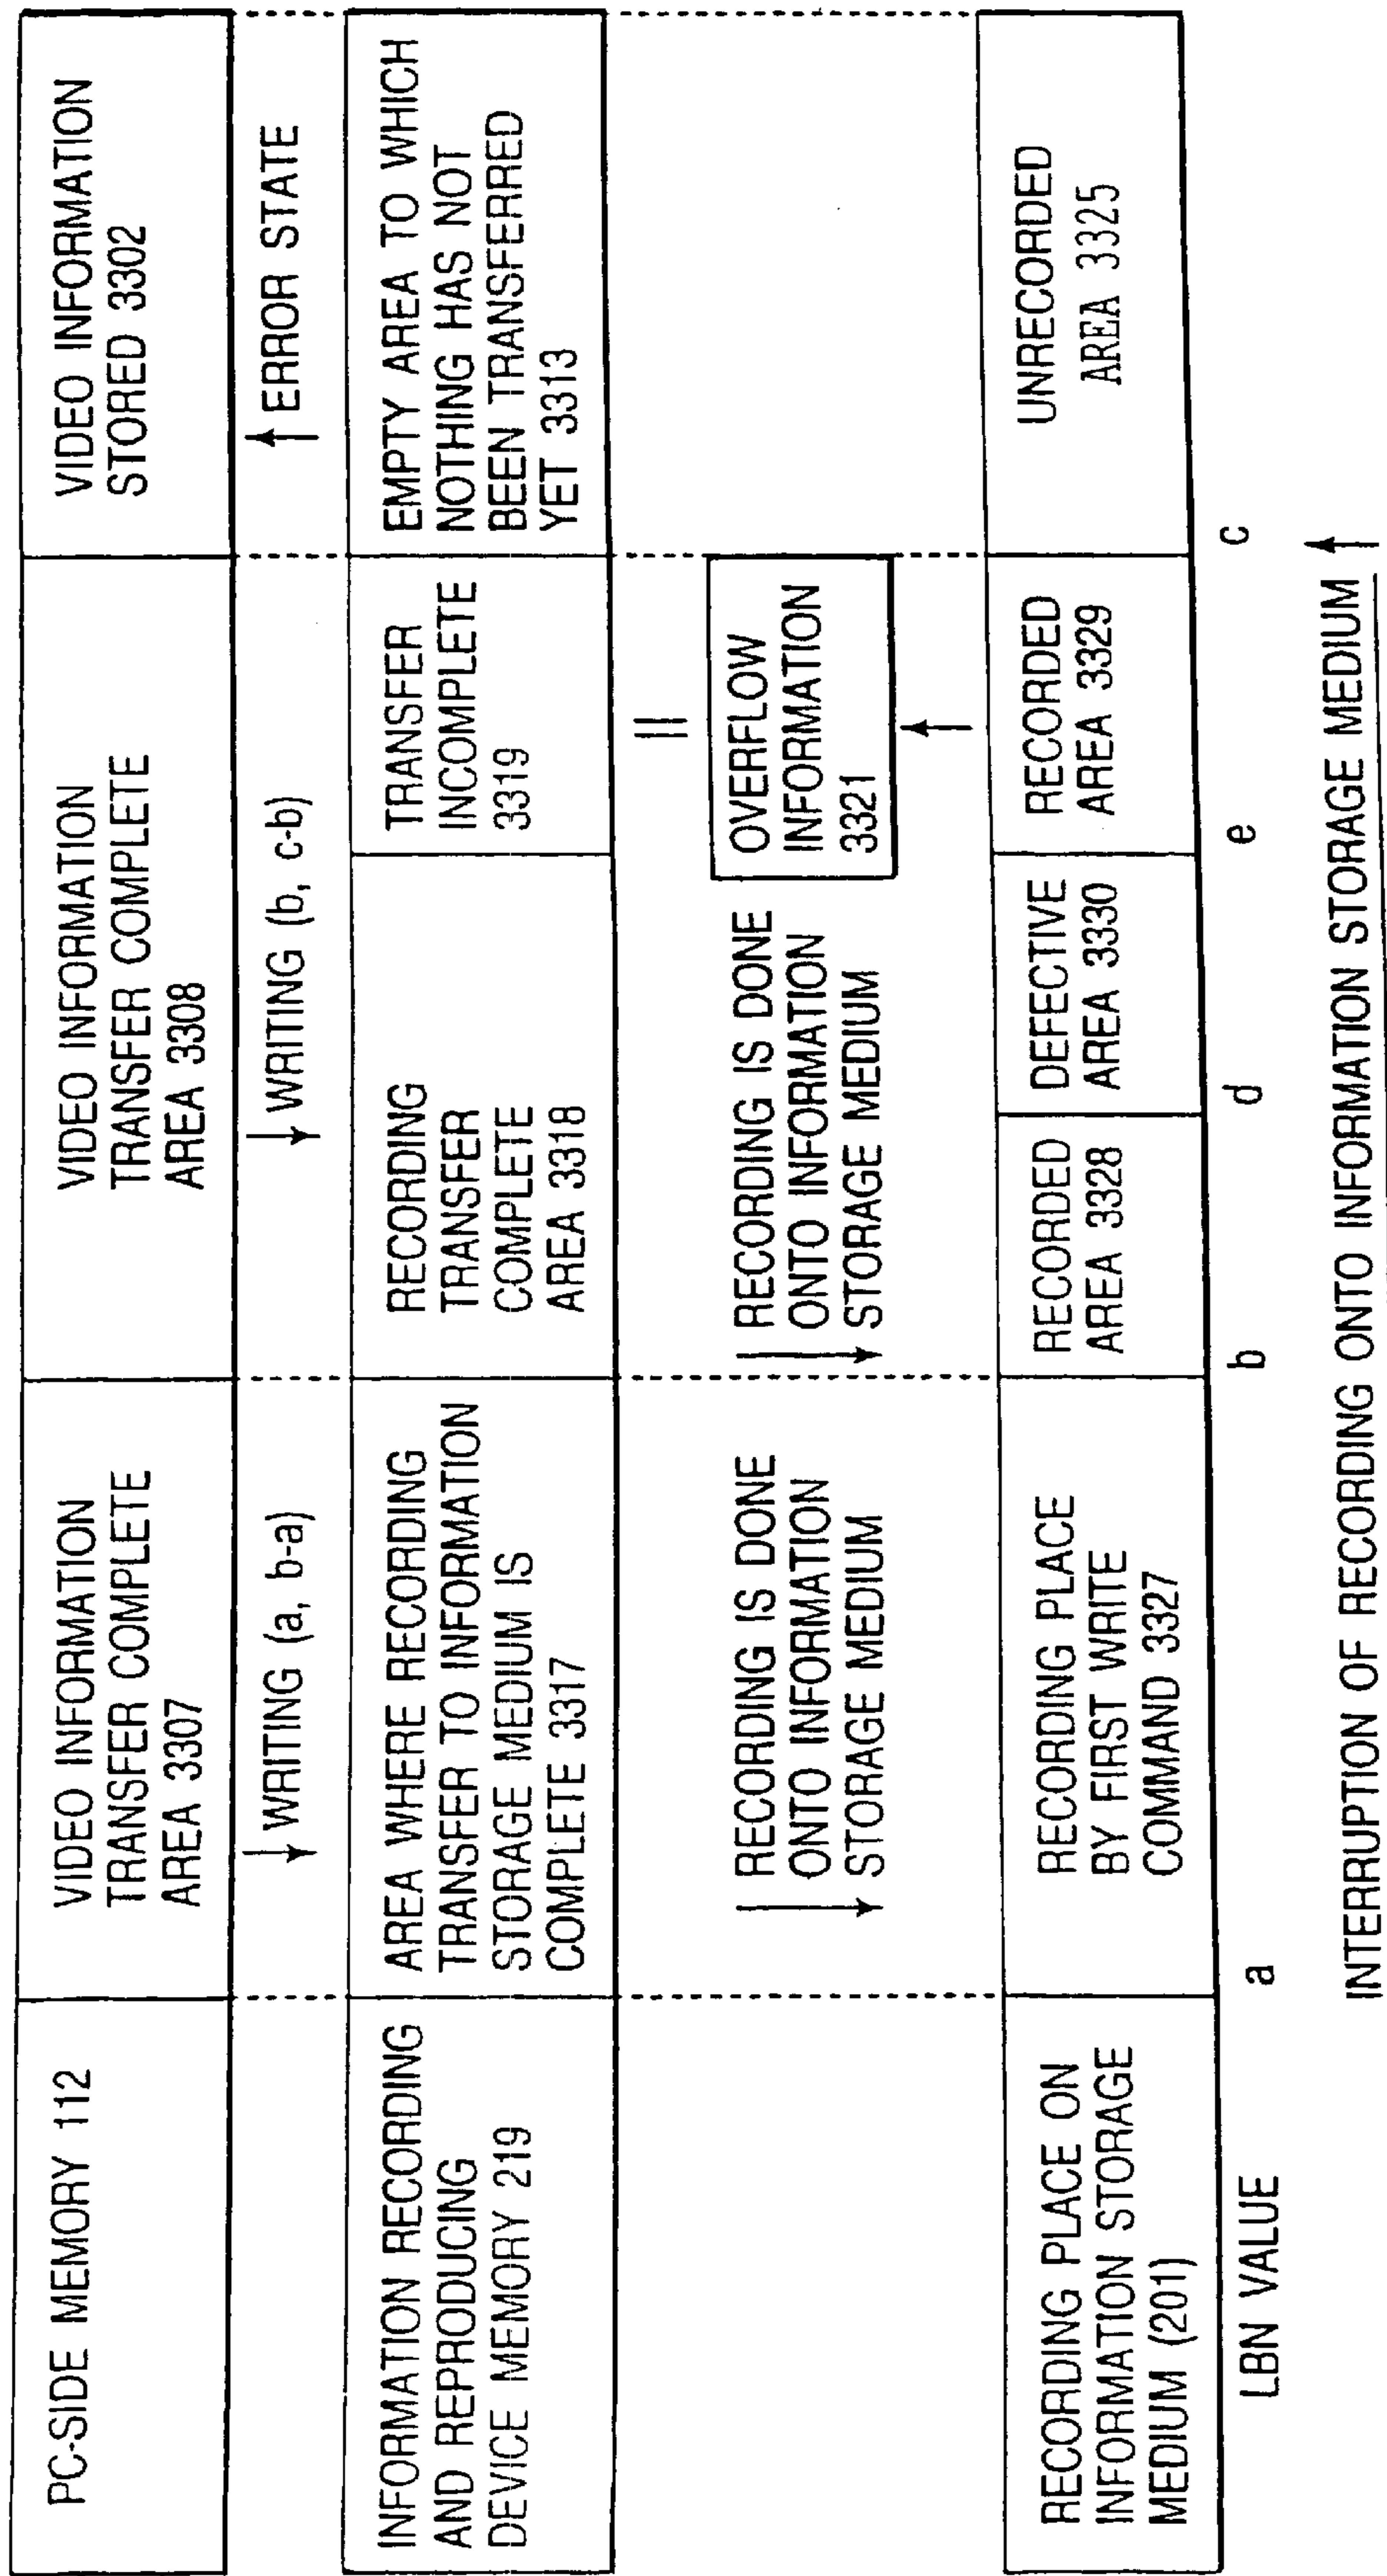 PC-SIDE MEMORY 112
VIDEO INFORMATION
TRANSFER COMPLETE
AREA 3307
VIDEO INFORMATION
TRANSFER COMPLETE
AREA 3308
VIDEO INFORMATION
STORED 3302
WRITING (a, b-a)
WRITING (b, c-b)
ERROR STATE
INFORMATION RECORDING
AND REPRODUCING
DEVICE MEMORY 219
AREA WHERE RECORDING
TRANSFER TO INFORMATION
STORAGE MEDIUM IS
COMPLETE 3317
RECORDING
TRANSFER
COMPLETE
AREA 3318
TRANSFER
INCOMPLETE
3319
EMPTY AREA TO WHICH
NOTHING HAS NOT
BEEN TRANSFERRED
YET 3313
RECORDING IS DONE
ONTO INFORMATION
STORAGE MEDIUM
RECORDING IS DONE
ONTO INFORMATION
STORAGE MEDIUM
OVERFLOW
INFORMATION
3321
RECORDING PLACE ON
INFORMATION STORAGE
MEDIUM (201)
RECORDING PLACE
BY FIRST WRITE
COMMAND 3327
RECORDED
AREA 3328
DEFECTIVE
AREA 3330
RECORDED
AREA 3329
UNRECORDED
AREA 3325
LBN VALUE
a
b
d
e
c
INTERRUPTION OF RECORDING ONTO INFORMATION STORAGE MEDIUM